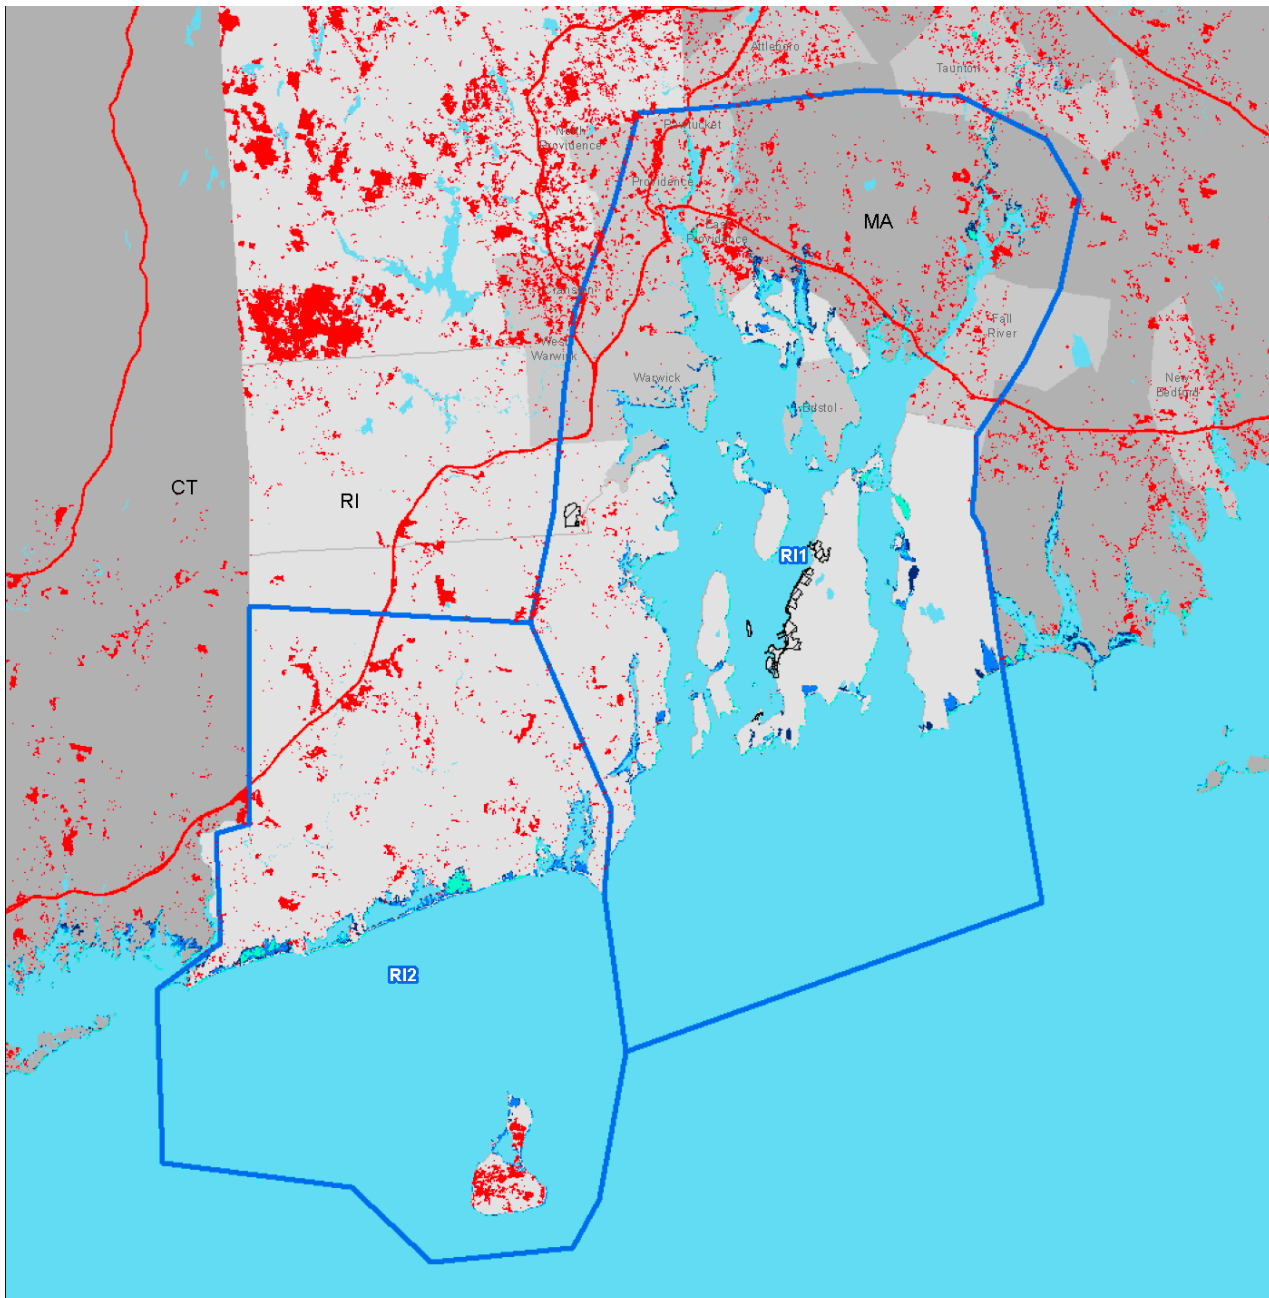 Attleboro
Taunton
Pawtucket
North
Providence
Providence
MA
East
Providence
Cranston
Fall
River
West
Warwick
Warwick
New
Bedford
Bristol
CT
RI
RI1
RI2